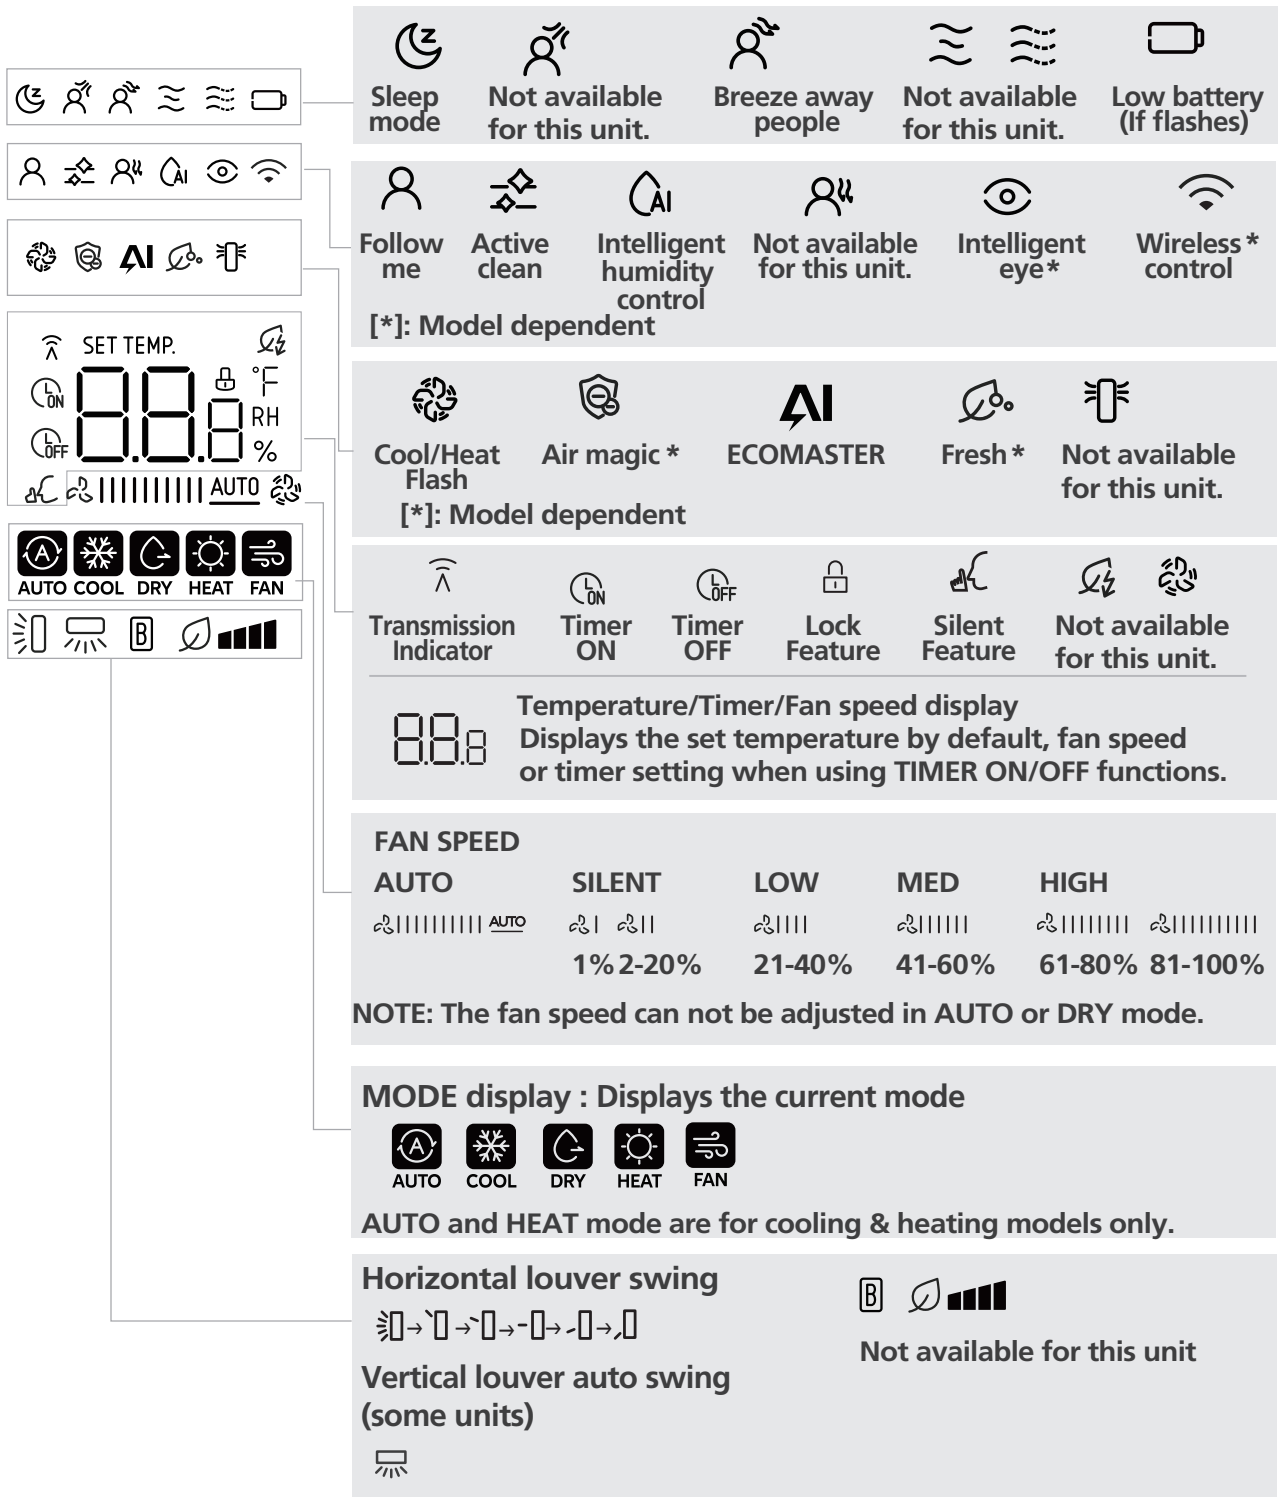 Sleep mode
Not available for this unit.
Breeze away people
Not available for this unit.
Low battery (If flashes)
AI
Follow me
Active clean
AI
Intelligent humidity control
Not available for this unit.
Intelligent eye*
Wireless * control
[*]: Model dependent
AI
Cool/Heat Flash
Air magic *
AI
ECOMASTER
Fresh *
Not available for this unit.
[*]: Model dependent
SET TEMP.
ON
°F
RH
OFF
%
AUTO
AUTO COOL DRY HEAT FAN
B
Transmission Indicator
ON
Timer ON
OFF
Timer OFF
Lock Feature
Silent Feature
Not available for this unit.
Temperature/Timer/Fan speed display
Displays the set temperature by default, fan speed
or timer setting when using TIMER ON/OFF functions.
FAN SPEED
AUTO SILENT LOW MED HIGH
AUTO
1% 2-20% 21-40% 41-60% 61-80% 81-100%
NOTE: The fan speed can not be adjusted in AUTO or DRY mode.
MODE display : Displays the current mode
A
AUTO COOL DRY HEAT FAN
AUTO and HEAT mode are for cooling & heating models only.
Horizontal louver swing
B
Not available for this unit
Vertical louver auto swing
(some units)